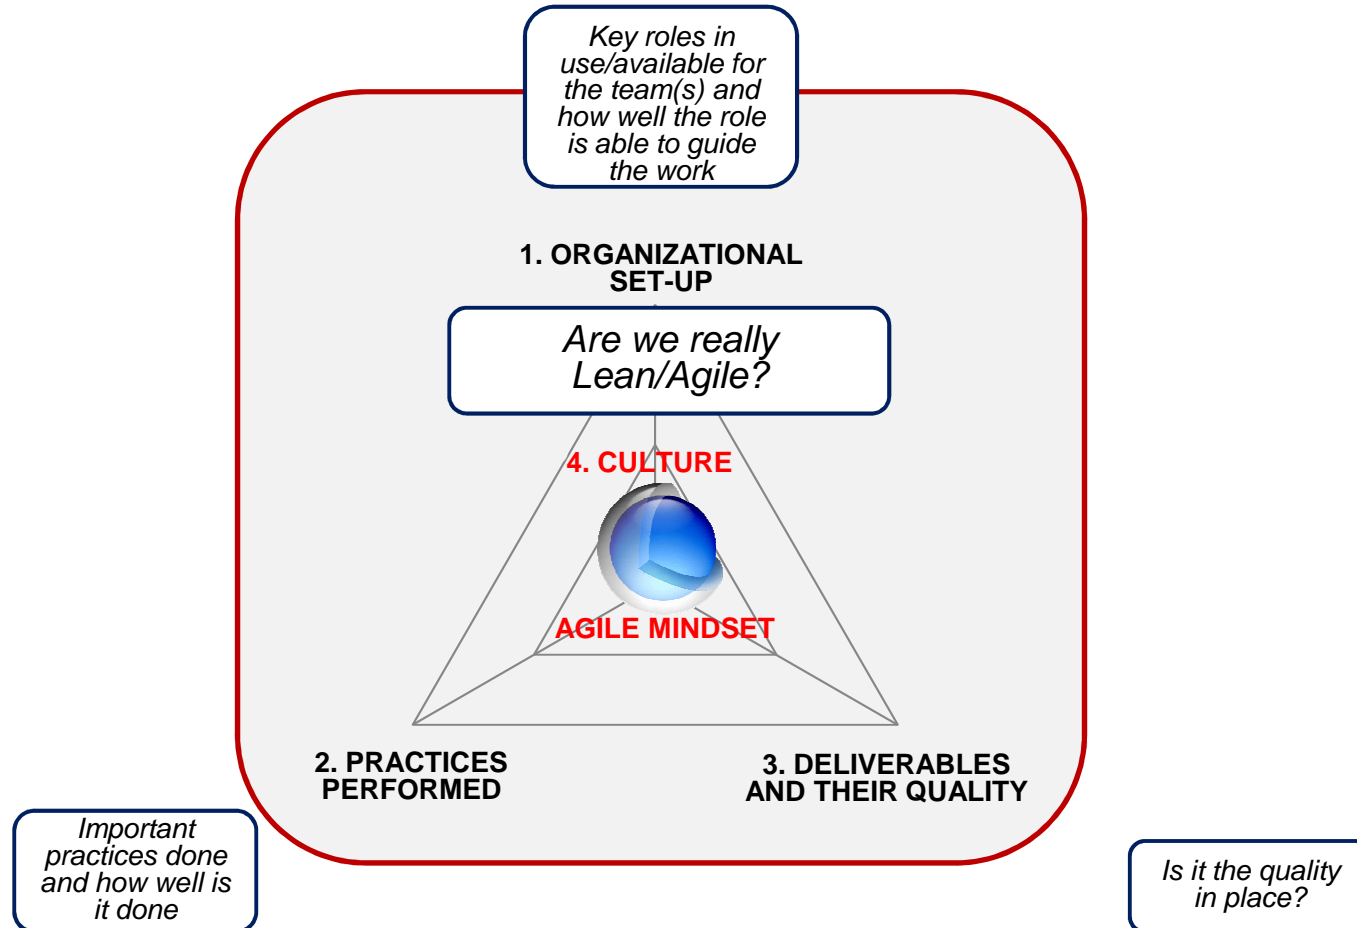 Key roles in
use/available for
the team(s) and
how well the role
is able to guide
the work
1. ORGANIZATIONAL
SET-UP
Are we really
Lean/Agile?
4. CULTURE
AGILE MINDSET
2. PRACTICES
PERFORMED
3. DELIVERABLES
AND THEIR QUALITY
Important
practices done
and how well is
it done
Is it the quality
in place?